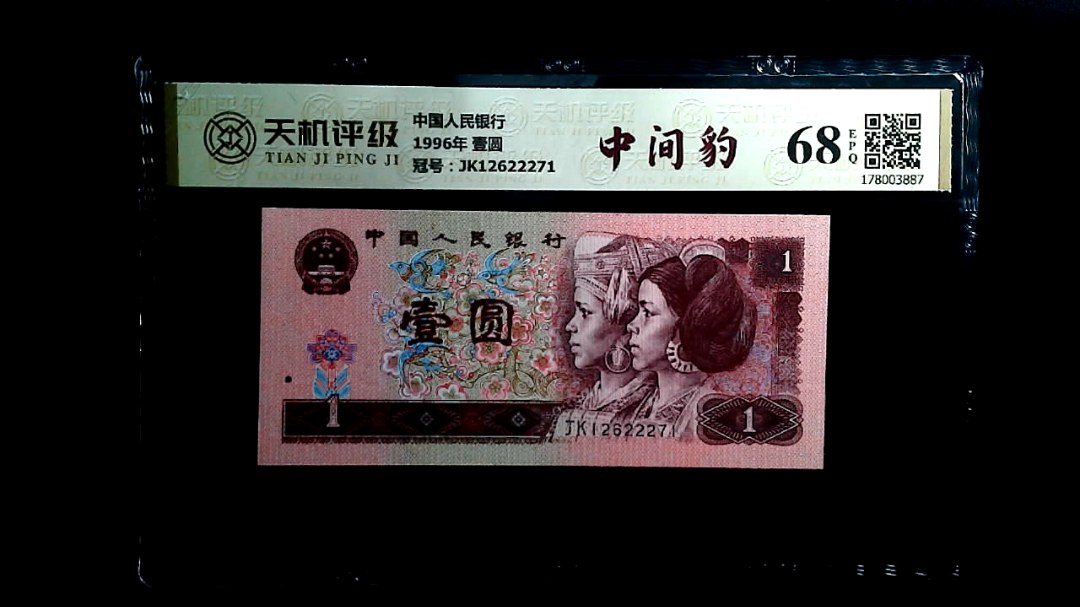 天机评级
TIAN JI PING JI
中国人民银行
1996年 壹圆
冠号：JK12622271
中间豹
68
EPQ
178003887
中国人民银行
壹圆
1
1
JK12622271
1